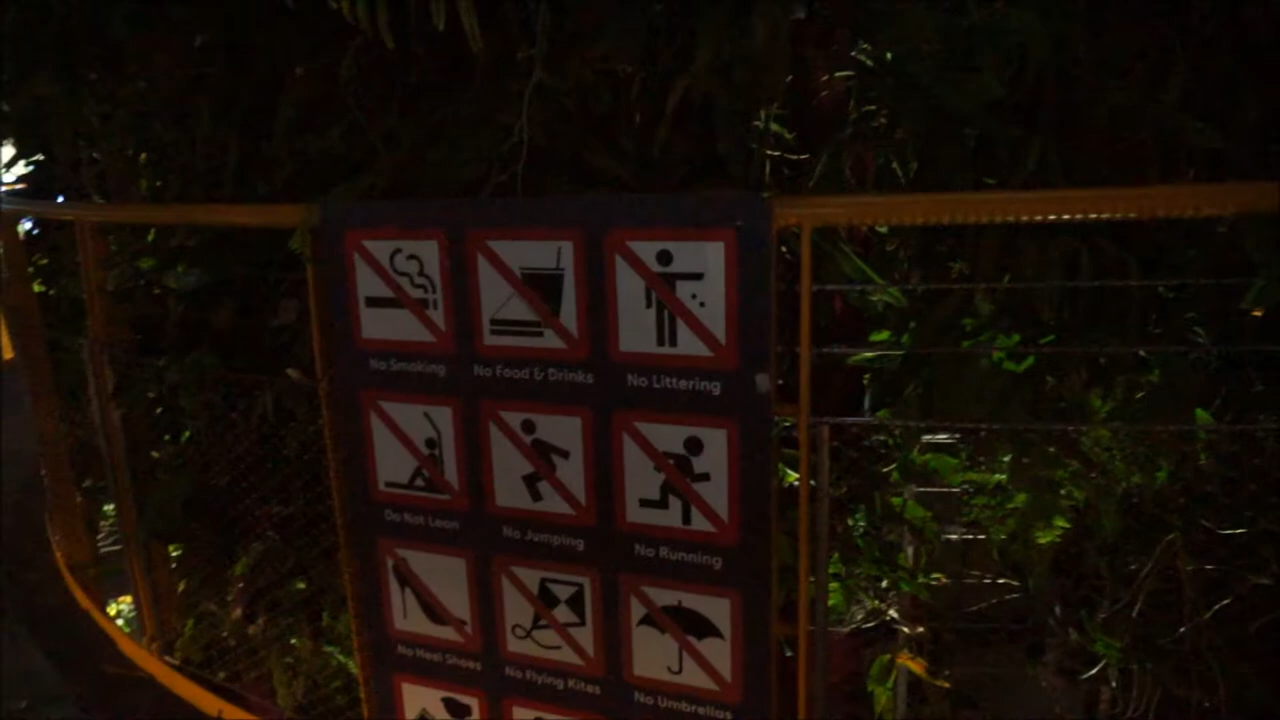 No Smoking
No Food & Drinks
No Littering
Do Not Lean
No Jumping
No Running
No Heel Shoes
No Flying Kites
No Umbrellas